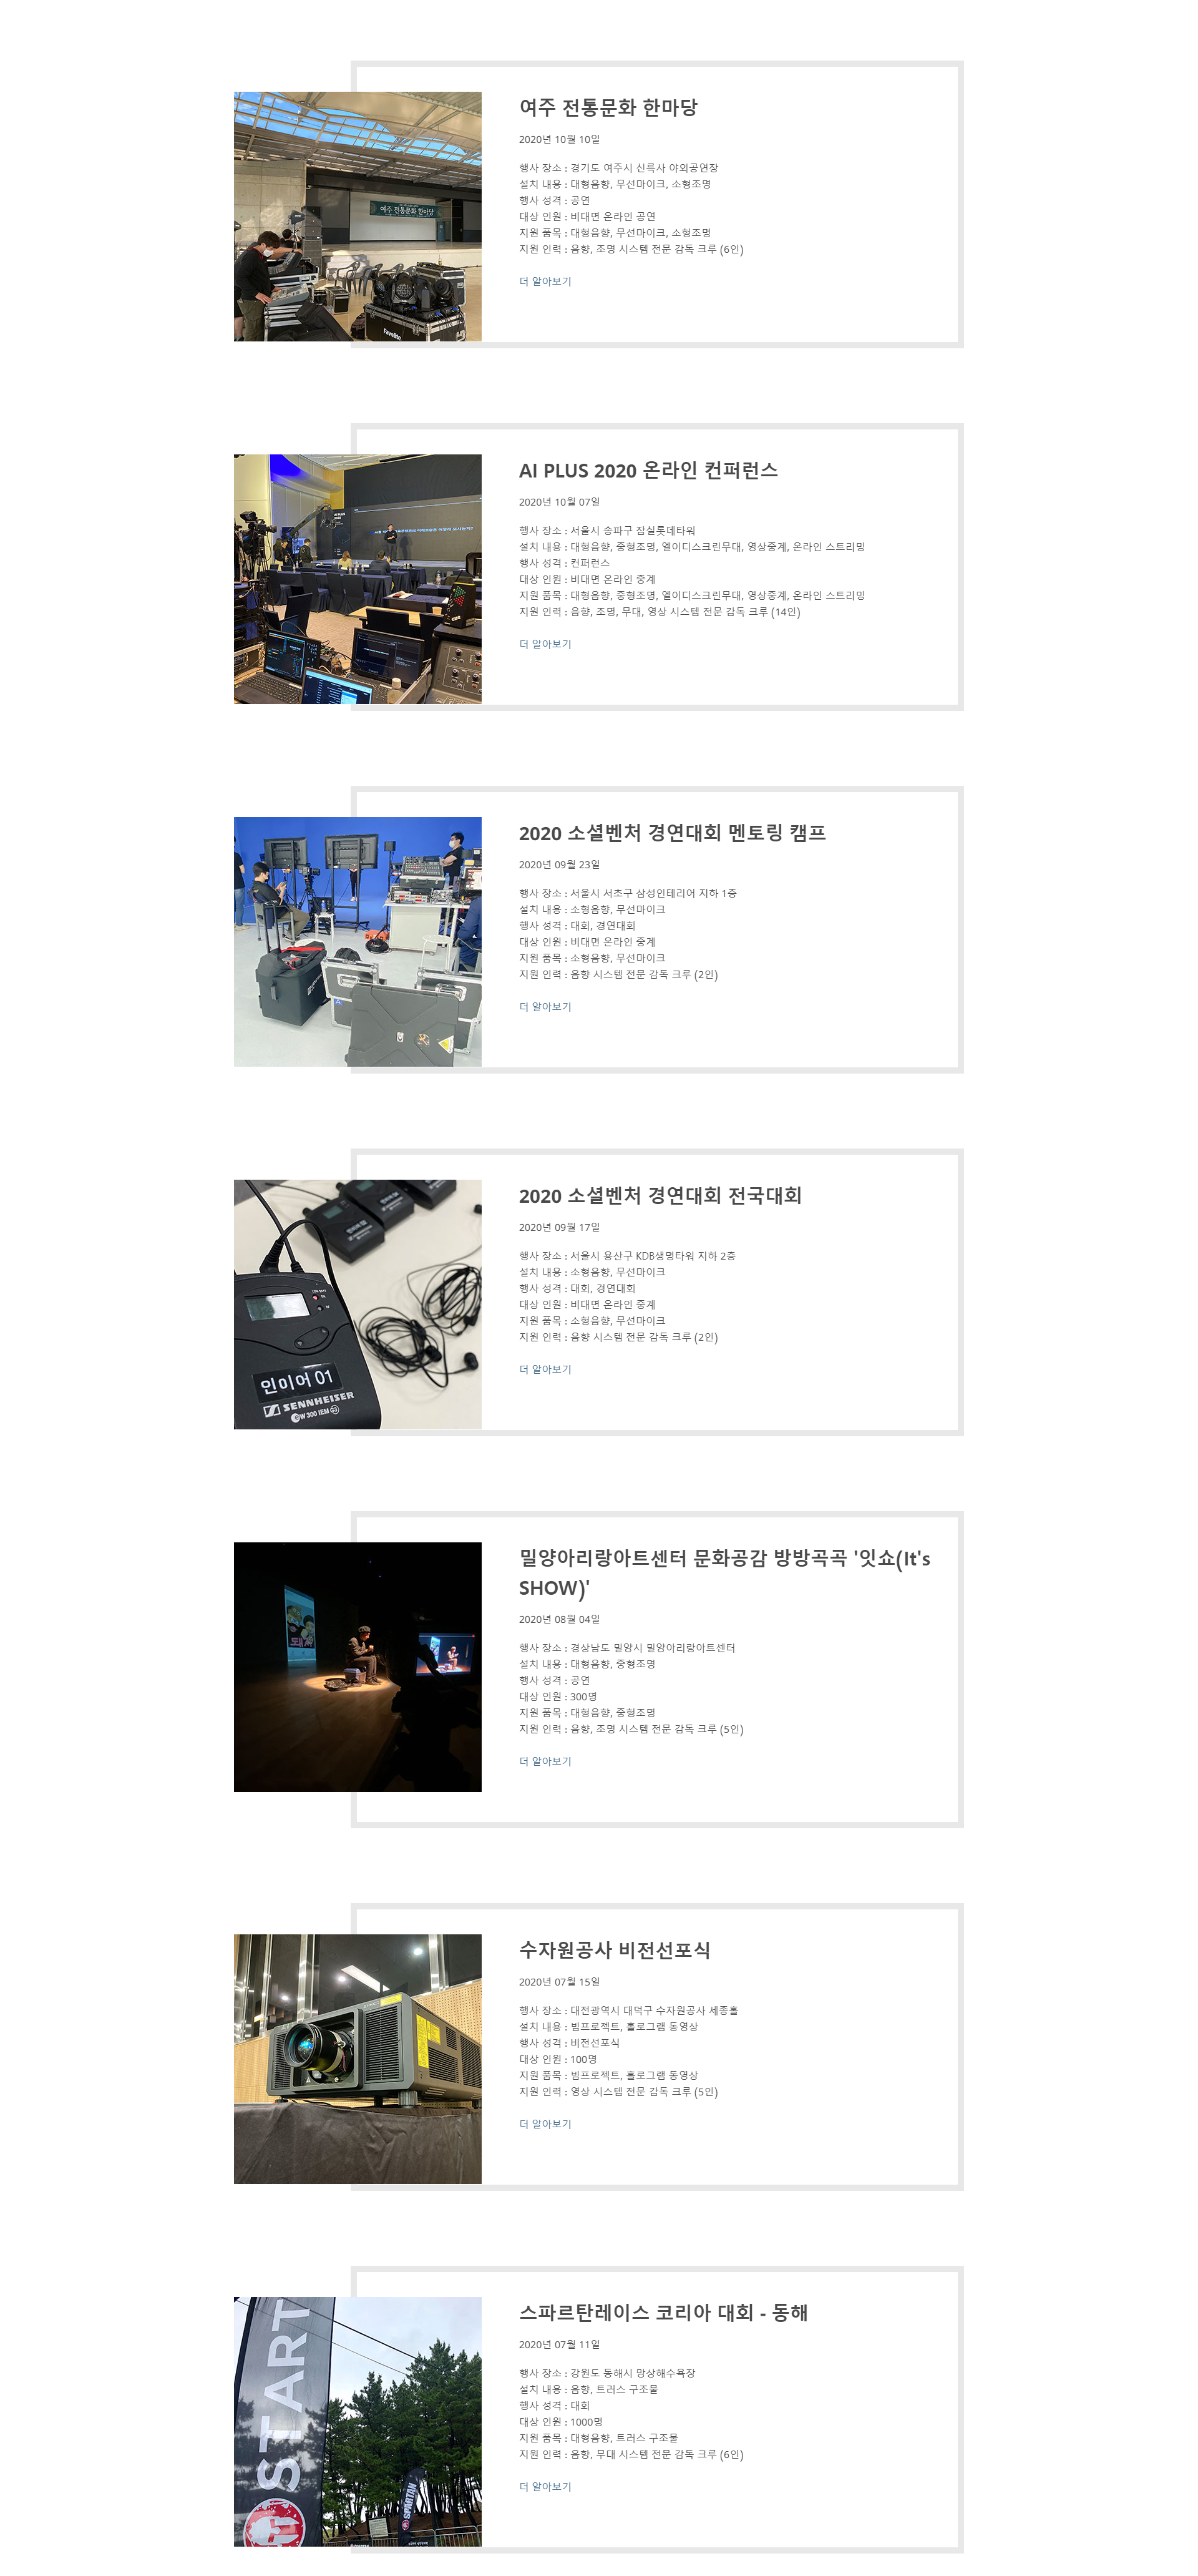 여주 전통문화 한마당
2020년 10월 10일
행사 장소 : 경기도 여주시 신륵사 야외공연장
설치 내용 : 대형음향, 무선마이크, 소형조명
행사 성격 : 공연
대상 인원 : 비대면 온라인 공연
지원 품목 : 대형음향, 무선마이크, 소형조명
지원 인력 : 음향, 조명 시스템 전문 감독 크루 (6인)
더 알아보기
여주 전통문화 한마당
Favolite
AI PLUS 2020 온라인 컨퍼런스
2020년 10월 07일
행사 장소 : 서울시 송파구 잠실롯데타워
설치 내용 : 대형음향, 중형조명, 엘이디스크린무대, 영상중계, 온라인 스트리밍
행사 성격 : 컨퍼런스
대상 인원 : 비대면 온라인 중계
지원 품목 : 대형음향, 중형조명, 엘이디스크린무대, 영상중계, 온라인 스트리밍
지원 인력 : 음향, 조명, 무대, 영상 시스템 전문 감독 크루 (14인)
더 알아보기
2020 소셜벤처 경연대회 멘토링 캠프
2020년 09월 23일
행사 장소 : 서울시 서초구 삼성인테리어 지하 1층
설치 내용 : 소형음향, 무선마이크
행사 성격 : 대회, 경연대회
대상 인원 : 비대면 온라인 중계
지원 품목 : 소형음향, 무선마이크
지원 인력 : 음향 시스템 전문 감독 크루 (2인)
더 알아보기
2020 소셜벤처 경연대회 전국대회
2020년 09월 17일
행사 장소 : 서울시 용산구 KDB생명타워 지하 2층
설치 내용 : 소형음향, 무선마이크
행사 성격 : 대회, 경연대회
대상 인원 : 비대면 온라인 중계
지원 품목 : 소형음향, 무선마이크
지원 인력 : 음향 시스템 전문 감독 크루 (2인)
더 알아보기
인이어 01
SENNHEISER
ew 300 IEM G3
밀양아리랑아트센터 문화공감 방방곡곡 '잇쇼(It's
SHOW)'
2020년 08월 04일
행사 장소 : 경상남도 밀양시 밀양아리랑아트센터
설치 내용 : 대형음향, 중형조명
행사 성격 : 공연
대상 인원 : 300명
지원 품목 : 대형음향, 중형조명
지원 인력 : 음향, 조명 시스템 전문 감독 크루 (5인)
더 알아보기
수자원공사 비전선포식
2020년 07월 15일
행사 장소 : 대전광역시 대덕구 수자원공사 세종홀
설치 내용 : 빔프로젝트, 홀로그램 동영상
행사 성격 : 비전선포식
대상 인원 : 100명
지원 품목 : 빔프로젝트, 홀로그램 동영상
지원 인력 : 영상 시스템 전문 감독 크루 (5인)
더 알아보기
스파르탄레이스 코리아 대회 - 동해
2020년 07월 11일
행사 장소 : 강원도 동해시 망상해수욕장
설치 내용 : 음향, 트러스 구조물
행사 성격 : 대회
대상 인원 : 1000명
지원 품목 : 대형음향, 트러스 구조물
지원 인력 : 음향, 무대 시스템 전문 감독 크루 (6인)
더 알아보기
START
SPARTAN